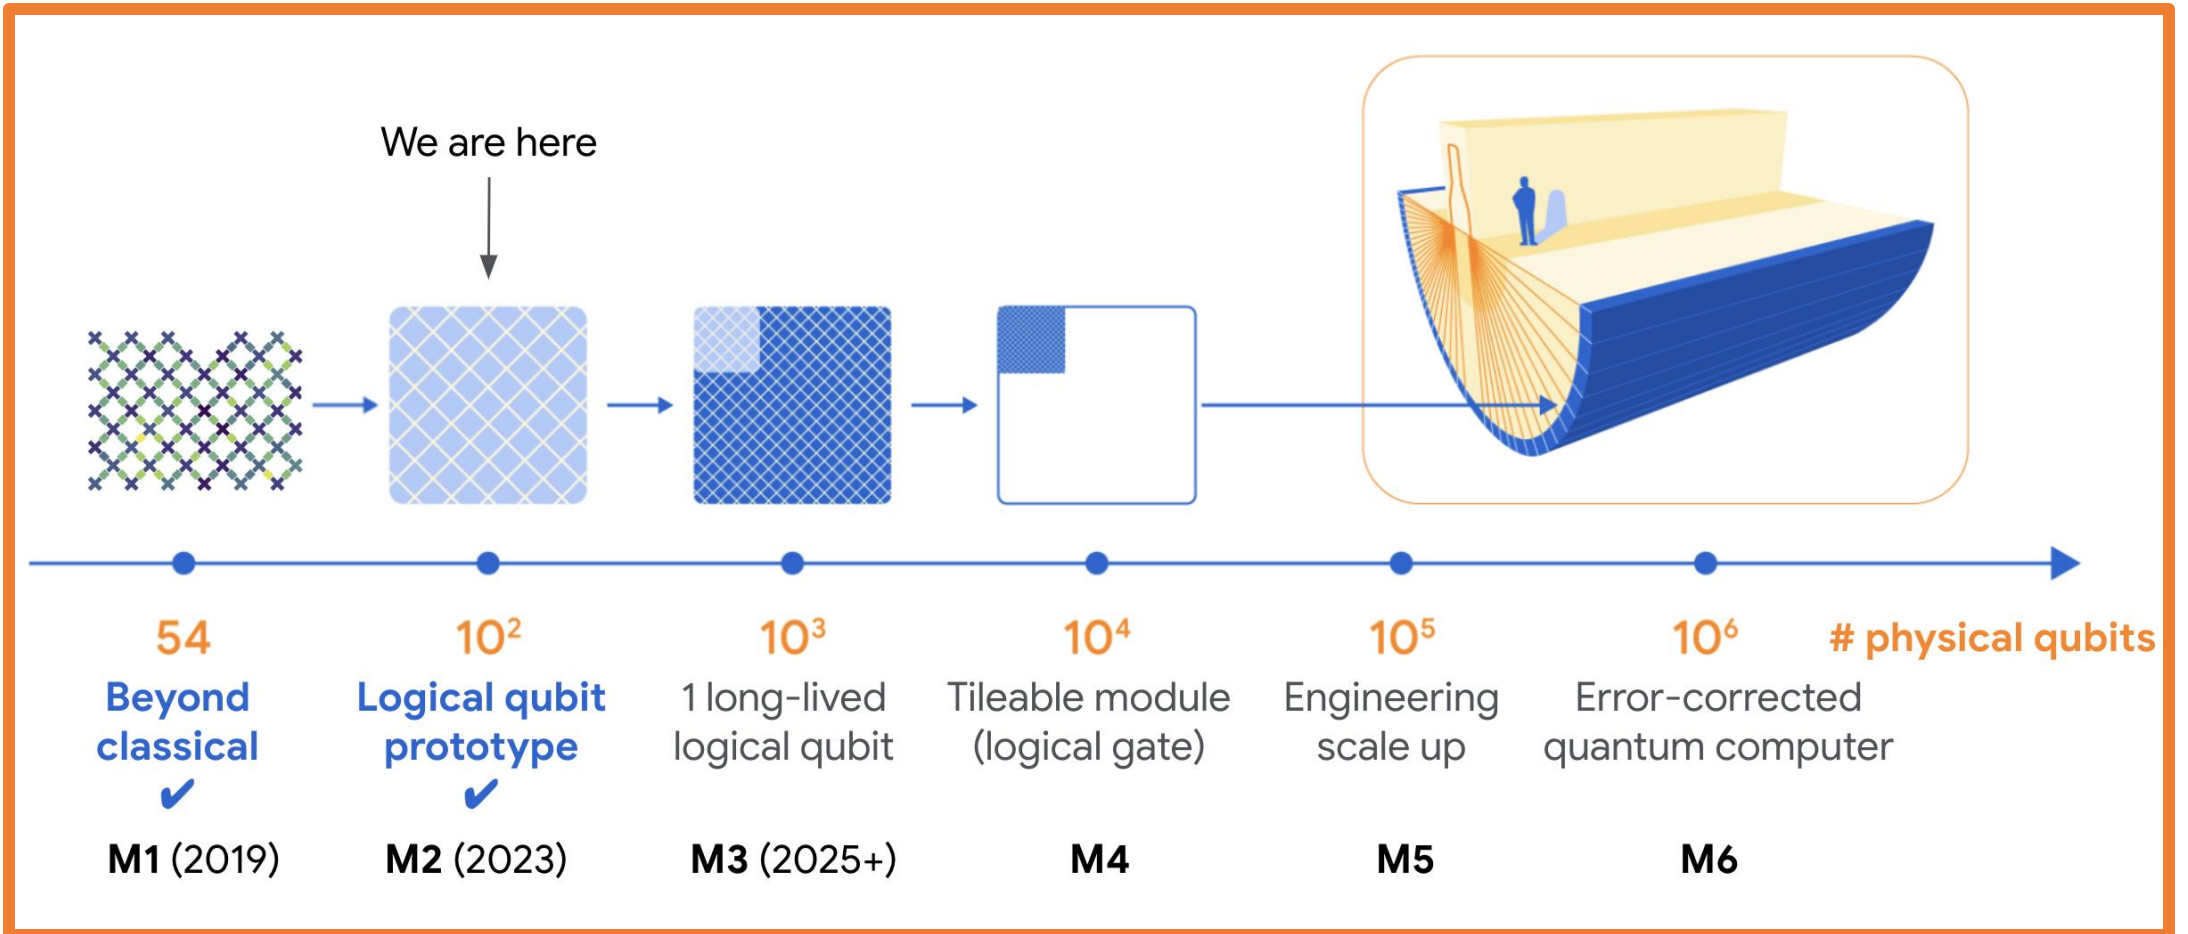 We are here
54
10²
10³
10⁴
10⁵
10⁶
# physical qubits
Beyond
classical
✔
Logical qubit
prototype
✔
1 long-lived
logical qubit
Tileable module
(logical gate)
Engineering
scale up
Error-corrected
quantum computer
M1 (2019)
M2 (2023)
M3 (2025+)
M4
M5
M6